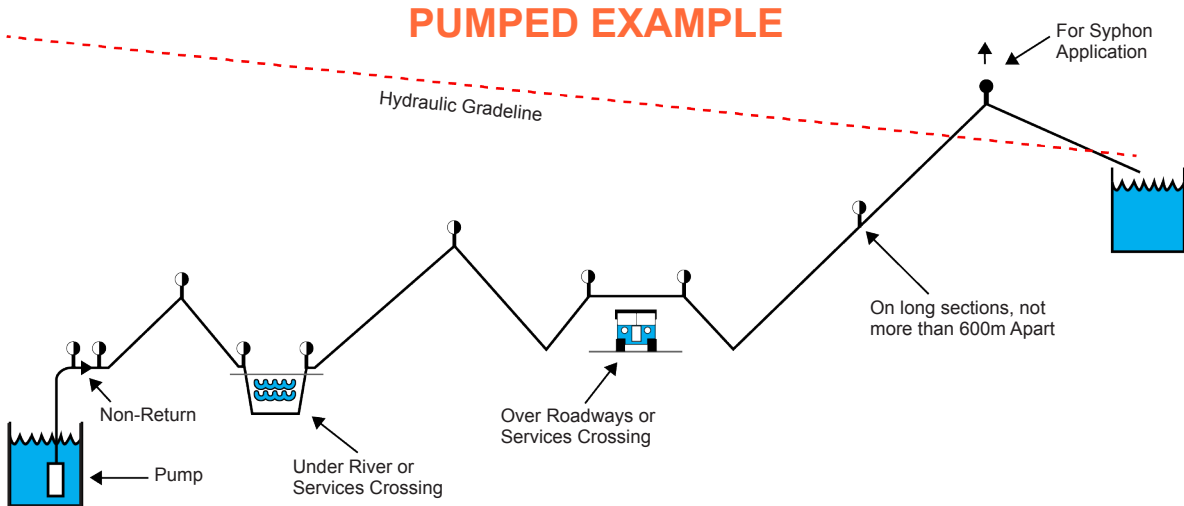 PUMPED EXAMPLE
For Syphon
Application
Hydraulic Gradeline
On long sections, not
more than 600m Apart
Non-Return
Over Roadways or
Services Crossing
Under River or
Services Crossing
Pump